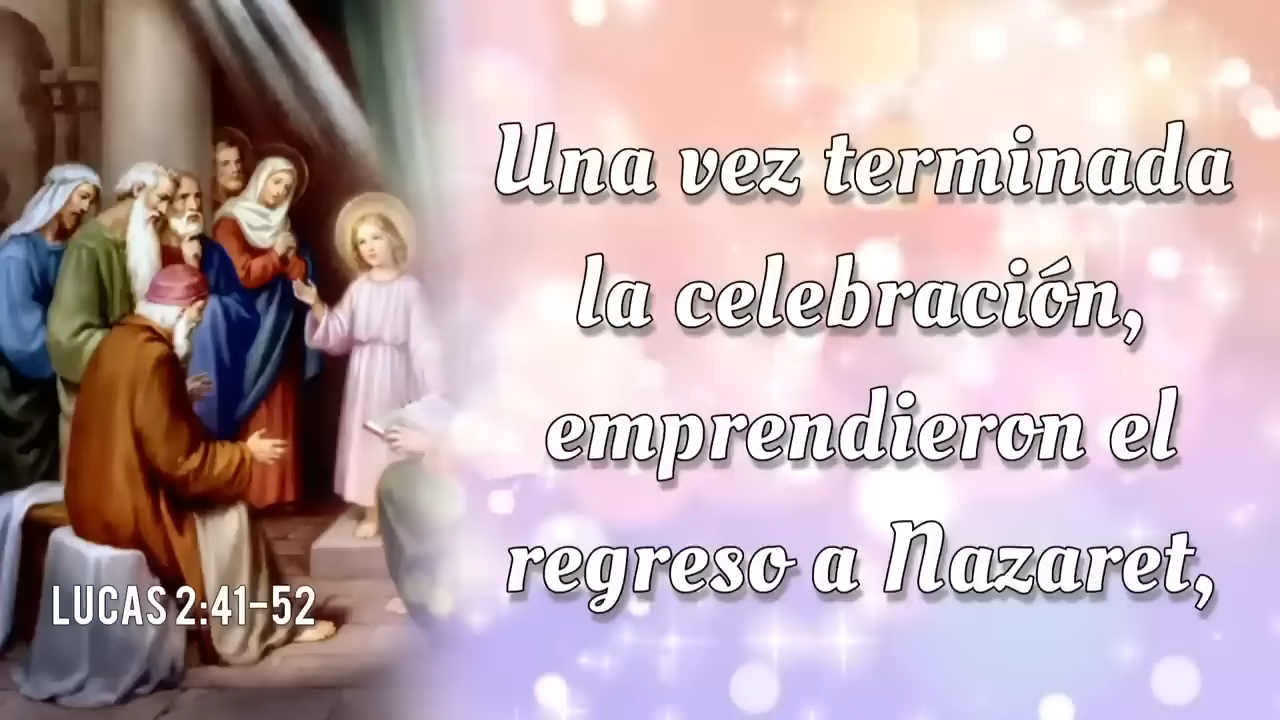 Una vez terminada
la celebración,
emprendieron el
regreso a Nazaret,
LUCAS 2:41-52